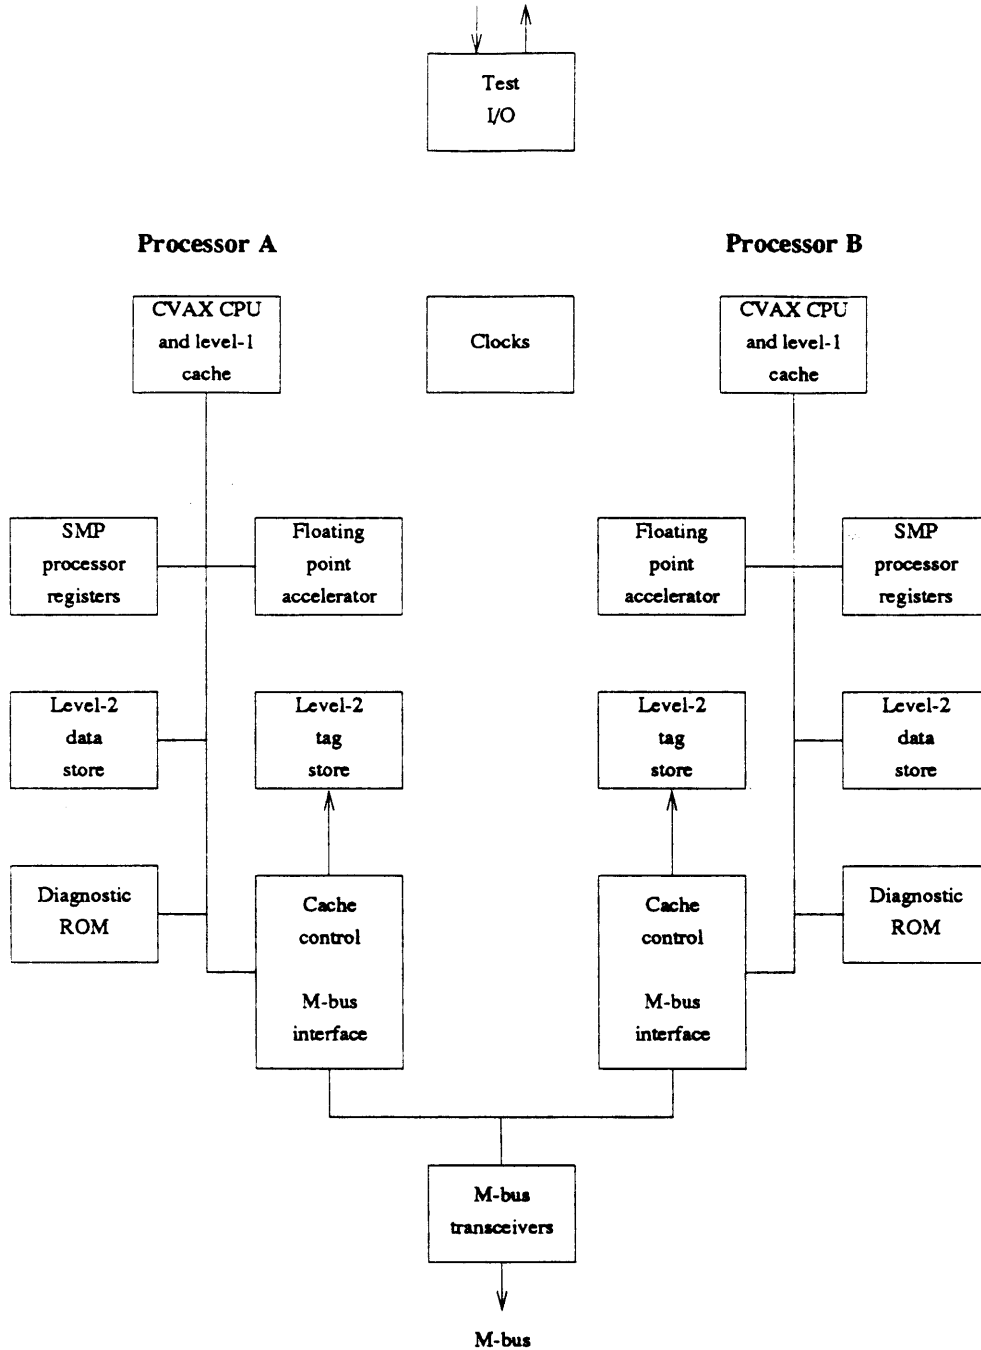 Test
I/O
Processor A
Processor B
CVAX CPU
and level-1
cache
Clocks
CVAX CPU
and level-1
cache
SMP
processor
registers
Floating
point
accelerator
Floating
point
accelerator
SMP
processor
registers
Level-2
data
store
Level-2
tag
store
Level-2
tag
store
Level-2
data
store
Diagnostic
ROM
Cache
control
M-bus
interface
Cache
control
M-bus
interface
Diagnostic
ROM
M-bus
transceivers
M-bus